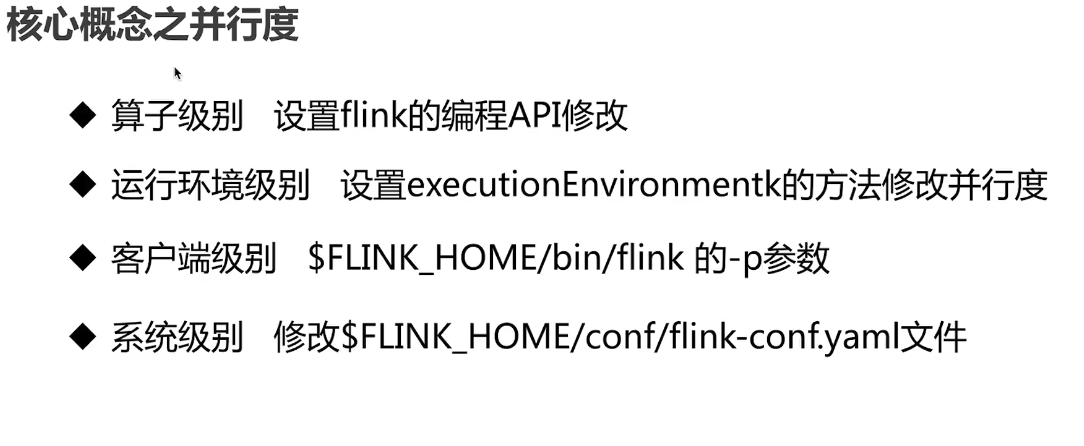 核心概念之并行度
◆ 算子级别 设置flink的编程API修改
◆ 运行环境级别 设置executionEnvironmentk的方法修改并行度
◆ 客户端级别 $FLINK_HOME/bin/flink 的-p参数
◆ 系统级别 修改$FLINK_HOME/conf/flink-conf.yaml文件